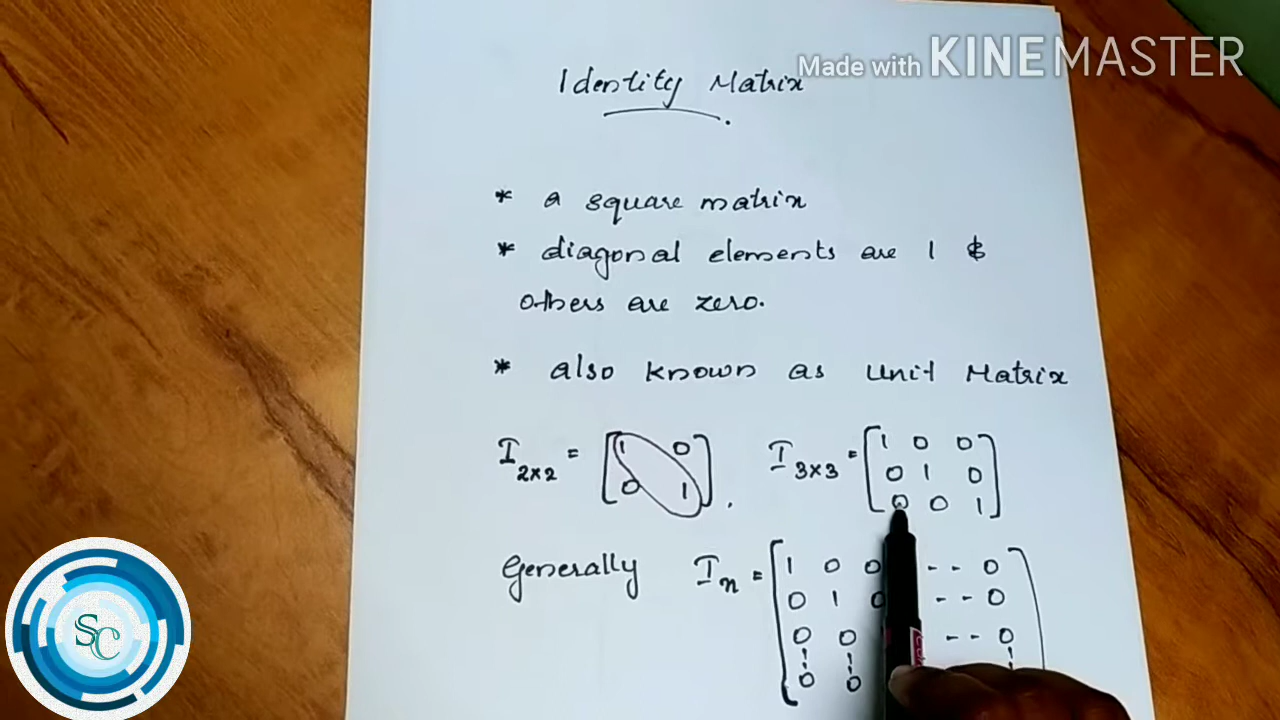 Made with KINEMASTER
Identity Matrix
* a square matrix
* diagonal elements are 1 &
others are zero.
* also known as Unit Matrix
I2×2 = [1 0
0 1].
I3×3 = [1 0 0
0 1 0
0 0 1]
Generally In = [1 0 0 -- 0
0 1 0 -- 0
0 0 -- 0
0 0
SC